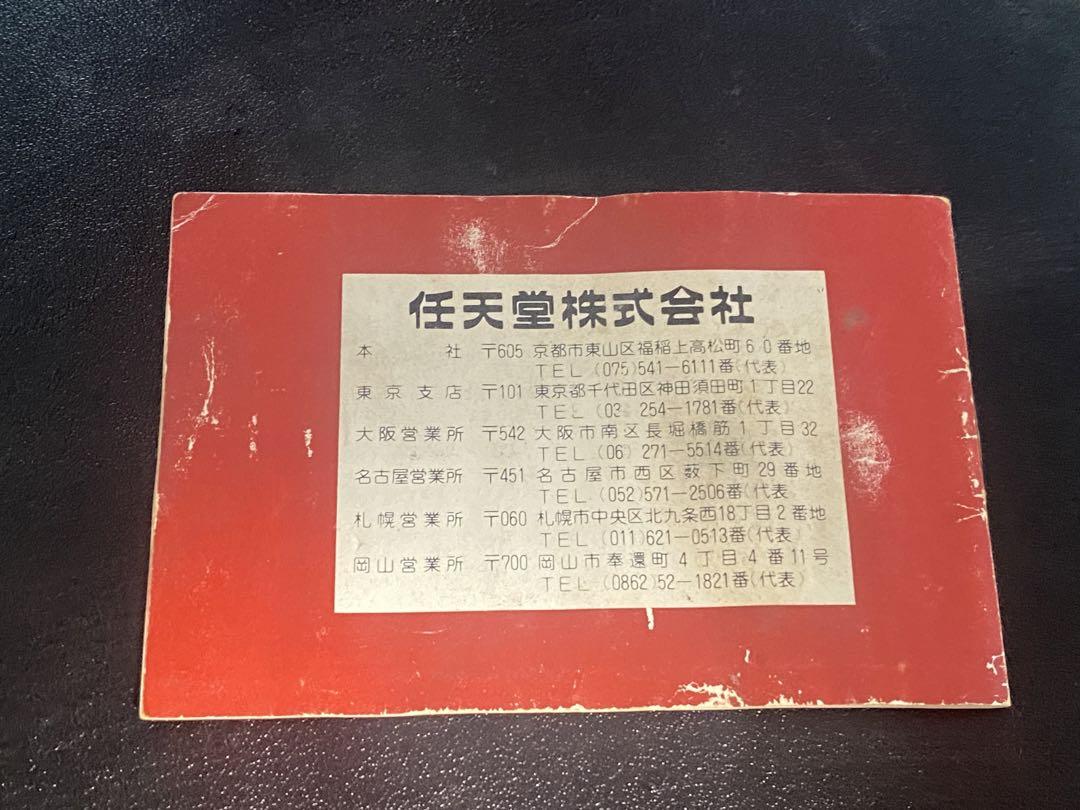 任天堂株式会社
本社 〒605 京都市東山区福稲上高松町60番地
TEL (075)541-6111番(代表)
東京支店 〒101 東京都千代田区神田須田町1丁目22
TEL (03) 254-1781番(代表)
大阪営業所 〒542 大阪市南区長堀橋筋1丁目32
TEL (06) 271-5514番(代表)
名古屋営業所 〒451 名古屋市西区薮下町29番地
TEL (052)571-2506番(代表
札幌営業所 〒060 札幌市中央区北九条西18丁目2番地
TEL (011)621-0513番(代表)
岡山営業所 〒700 岡山市奉還町4丁目4番11号
TEL (0862)52-1821番(代表)